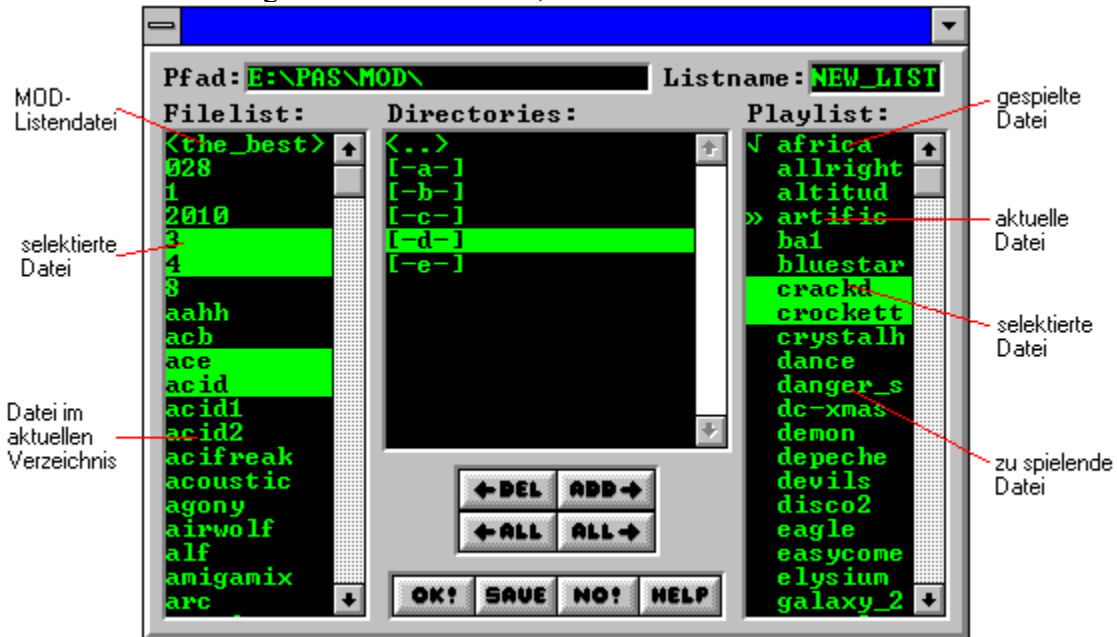 Pfad: E:\PAS\MOD\
Listname: NEW_LIST
MOD-
Listendatei
selektierte
Datei
Datei im
aktuellen
Verzeichnis
Filelist:
<the_best>
028
1
2010
3
4
8
aahh
acb
ace
acid
acid1
acid2
acifreak
acoustic
agony
airwolf
alf
amigamix
arc
Directories:
<..>
[-a-]
[-b-]
[-c-]
[-d-]
[-e-]
←DEL ADD→
←ALL ALL→
OK! SAVE NO! HELP
Playlist:
√ africa
allright
altitud
» artific
ba1
bluestar
crackd
crockett
crystalh
dance
danger_s
dc-xmas
demon
depeche
devils
disco2
eagle
easycome
elysium
galaxy_2
gespielte
Datei
aktuelle
Datei
selektierte
Datei
zu spielende
Datei